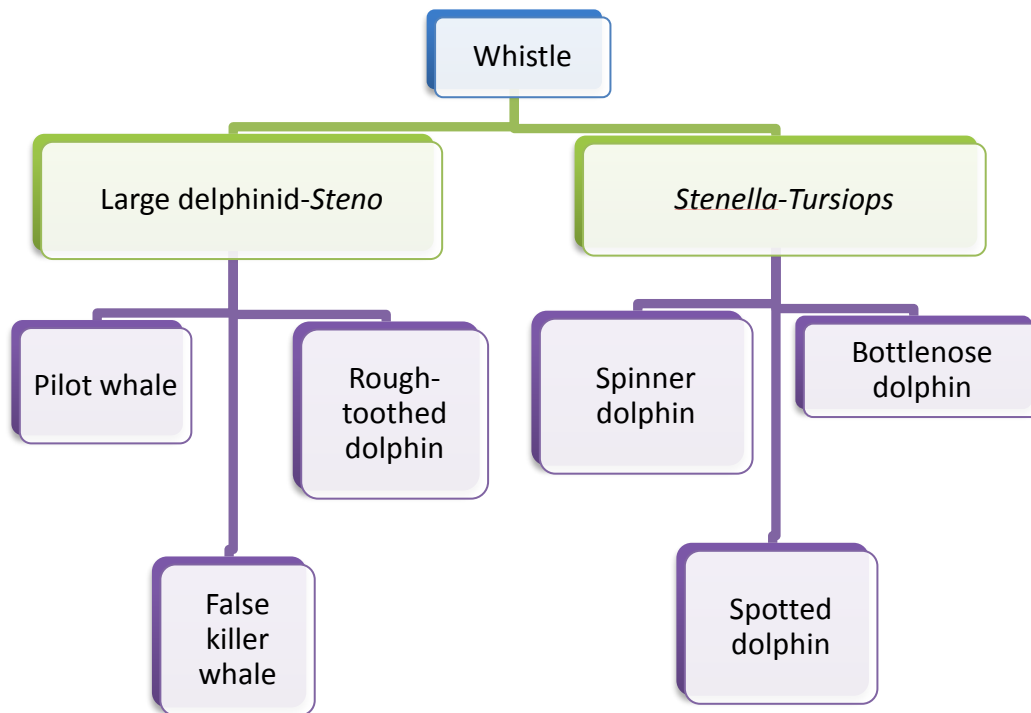 Whistle
Large delphinid-Steno
Stenella-Tursiops
Pilot whale
Rough-
toothed
dolphin
Spinner
dolphin
Bottlenose
dolphin
False
killer
whale
Spotted
dolphin